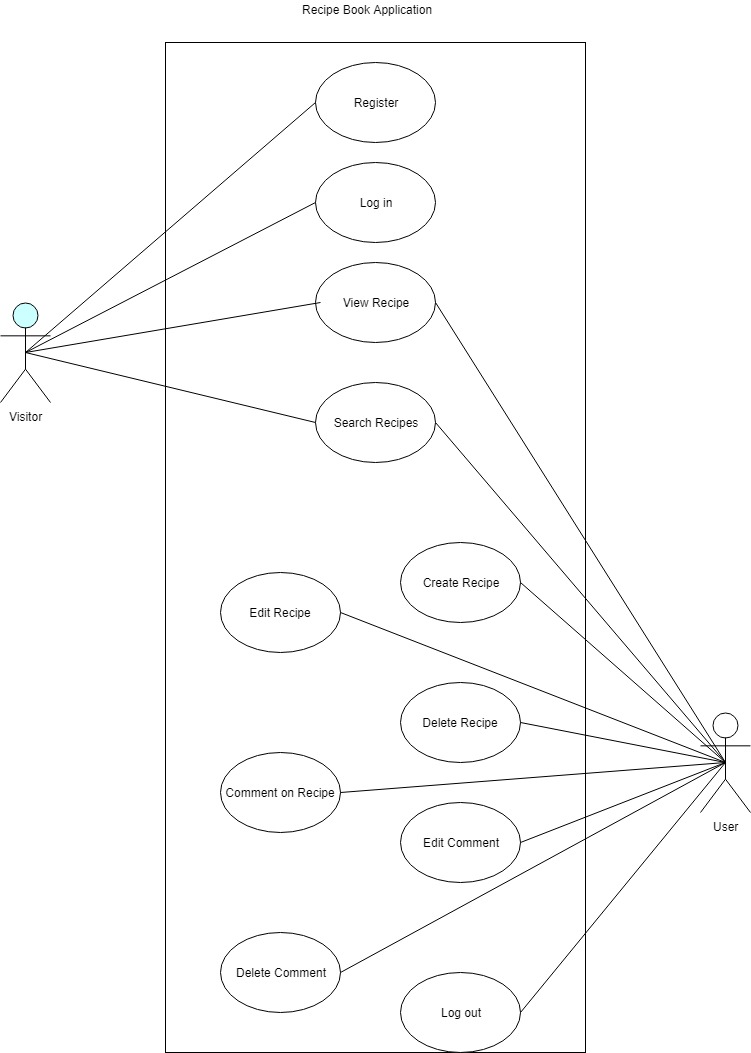 Recipe Book Application
Register
Log in
View Recipe
Visitor
Search Recipes
Create Recipe
Edit Recipe
Delete Recipe
Comment on Recipe
User
Edit Comment
Delete Comment
Log out